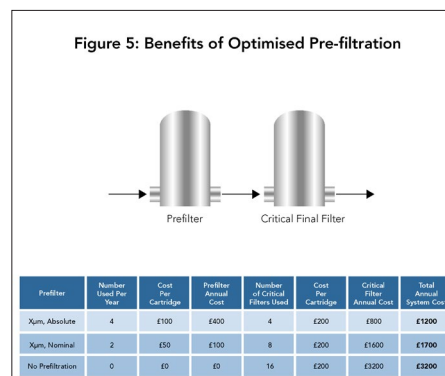 Figure 5: Benefits of Optimised Pre-filtration
Prefilter Critical Final Filter
Prefilter Number Used Per Year Cost Per Cartridge Prefilter Annual Cost Number of Critical Filters Used Cost Per Cartridge Critical Filter Annual Cost Total Annual System Cost
Xµm, Absolute 4 £100 £400 4 £200 £800 £1200
Xµm, Nominal 2 £50 £100 8 £200 £1600 £1700
No Prefiltration 0 £0 £0 16 £200 £3200 £3200